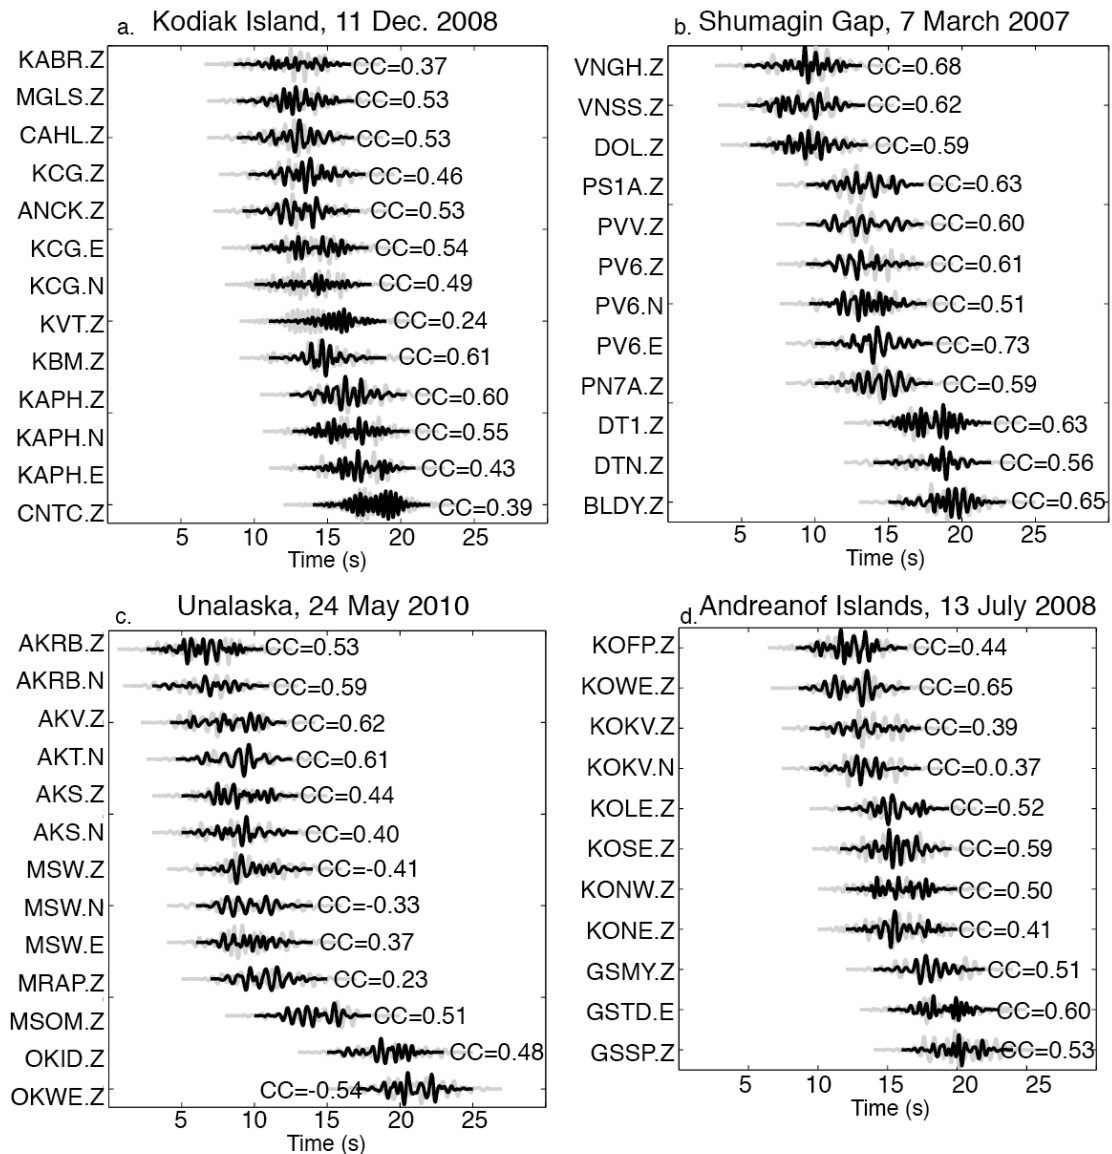 a. Kodiak Island, 11 Dec. 2008
KABR.Z CC=0.37
MGLS.Z CC=0.53
CAHL.Z CC=0.53
KCG.Z CC=0.46
ANCK.Z CC=0.53
KCG.E CC=0.54
KCG.N CC=0.49
KVT.Z CC=0.24
KBM.Z CC=0.61
KAPH.Z CC=0.60
KAPH.N CC=0.55
KAPH.E CC=0.43
CNTC.Z CC=0.39
5 10 15 20 25
Time (s)
b. Shumagin Gap, 7 March 2007
VNGH.Z CC=0.68
VNSS.Z CC=0.62
DOL.Z CC=0.59
PS1A.Z CC=0.63
PVV.Z CC=0.60
PV6.Z CC=0.61
PV6.N CC=0.51
PV6.E CC=0.73
PN7A.Z CC=0.59
DT1.Z CC=0.63
DTN.Z CC=0.56
BLDY.Z CC=0.65
5 10 15 20 25
Time (s)
c. Unalaska, 24 May 2010
AKRB.Z CC=0.53
AKRB.N CC=0.59
AKV.Z CC=0.62
AKT.N CC=0.61
AKS.Z CC=0.44
AKS.N CC=0.40
MSW.Z CC=-0.41
MSW.N CC=-0.33
MSW.E CC=0.37
MRAP.Z CC=0.23
MSOM.Z CC=0.51
OKID.Z CC=0.48
OKWE.Z CC=-0.54
5 10 15 20 25
Time (s)
d. Andreanof Islands, 13 July 2008
KOFP.Z CC=0.44
KOWE.Z CC=0.65
KOKV.Z CC=0.39
KOKV.N CC=0.0.37
KOLE.Z CC=0.52
KOSE.Z CC=0.59
KONW.Z CC=0.50
KONE.Z CC=0.41
GSMY.Z CC=0.51
GSTD.E CC=0.60
GSSP.Z CC=0.53
5 10 15 20 25
Time (s)